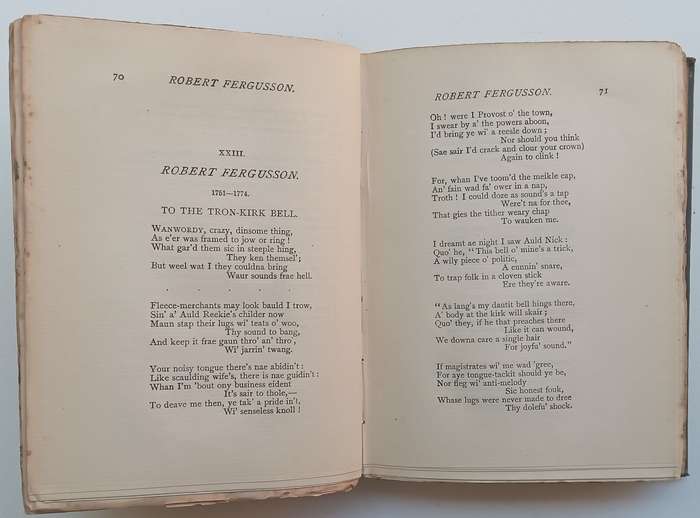 70
ROBERT FERGUSSON.
XXIII.
ROBERT FERGUSSON.
1751—1774.
TO THE TRON-KIRK BELL.
WANWORDY, crazy, dinsome thing,
As e'er was framed to jow or ring!
What gar'd them sic in steeple hing,
They ken themsel';
But weel wat I they couldna bring
Waur sounds frae hell.
. . . . .
Fleece-merchants may look bauld I trow,
Sin' a' Auld Reekie's childer now
Maun stap their lugs wi' teats o' woo,
Thy sound to bang,
And keep it frae gaun thro' an' thro',
Wi' jarrin' twang.
Your noisy tongue there's nae abidin't:
Like scaulding wife's, there is nae guidin't:
Whan I'm 'bout ony business eident
It's sair to thole,—
To deave me then, ye tak' a pride in't,
Wi' senseless knoll!
ROBERT FERGUSSON.
71
Oh! were I Provost o' the town,
I swear by a' the powers aboon,
I'd bring ye wi' a reesle down;
Nor should you think
(Sae sair I'd crack and clour your crown)
Again to clink!
For, whan I've toom'd the meikle cap,
An' fain wad fa' ower in a nap,
Troth! I could doze as sound's a tap
Were't na for thee,
That gies the tither weary chap
To wauken me.
I dreamt ae night I saw Auld Nick:
Quo' he, "This bell o' mine's a trick,
A wily piece o' politic,
A cunnin' snare,
To trap folk in a cloven stick
Ere they're aware.
"As lang's my dautit bell hings there,
A' body at the kirk will skair;
Quo' they, if he that preaches there
Like it can wound,
We downa care a single hair
For joyfu' sound."
If magistrates wi' me wad 'gree,
For aye tongue-tackit should ye be,
Nor fleg wi' anti-melody
Sic honest fouk,
Whase lugs were never made to dree
Thy dolefu' shock.